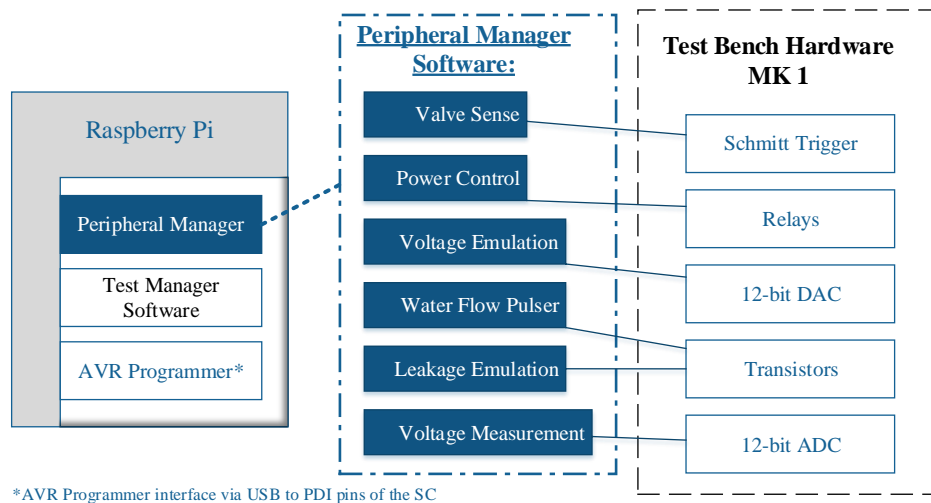 Raspberry Pi
Peripheral Manager
Test Manager
Software
AVR Programmer*
Peripheral Manager
Software:
Valve Sense
Power Control
Voltage Emulation
Water Flow Pulser
Leakage Emulation
Voltage Measurement
Test Bench Hardware
MK 1
Schmitt Trigger
Relays
12-bit DAC
Transistors
12-bit ADC
*AVR Programmer interface via USB to PDI pins of the SC